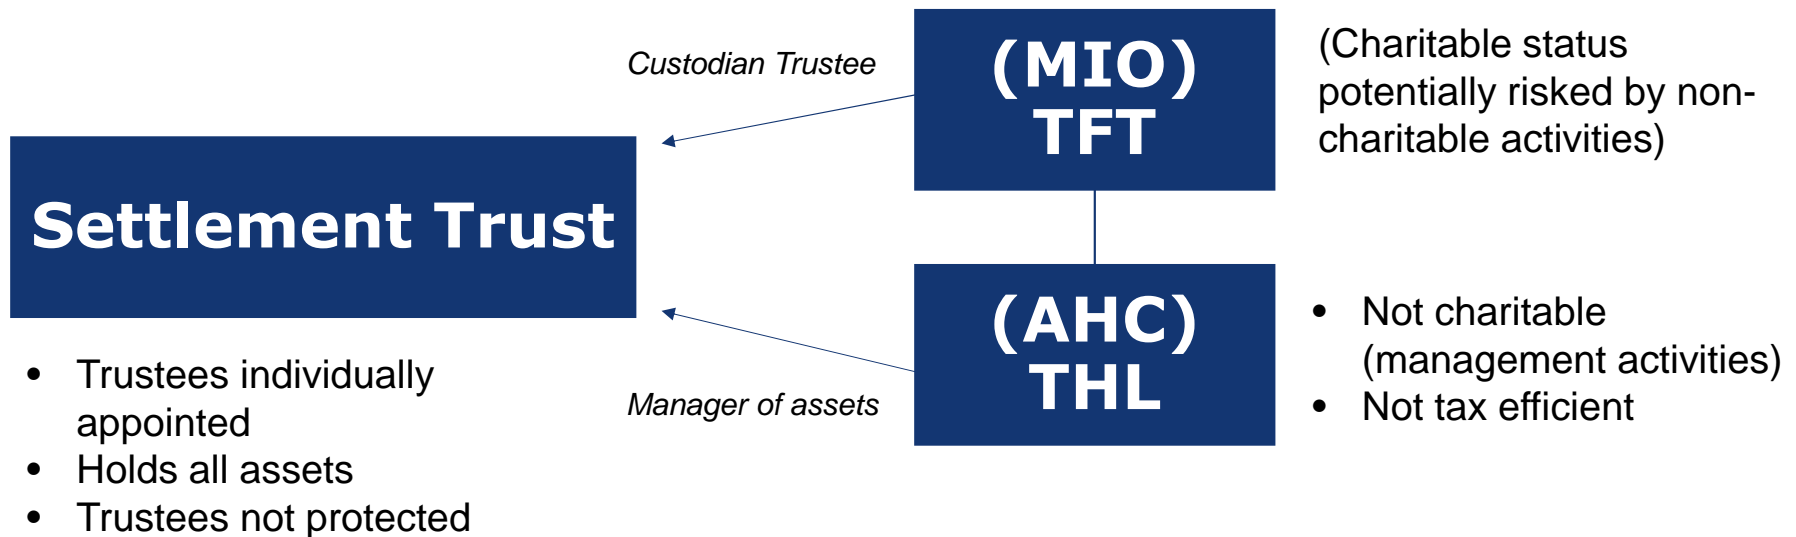 Custodian Trustee
(MIO)
TFT
(Charitable status
potentially risked by non-
charitable activities)
Settlement Trust
(AHC)
THL
Manager of assets
• Not charitable
(management activities)
• Not tax efficient
• Trustees individually
appointed
• Holds all assets
• Trustees not protected